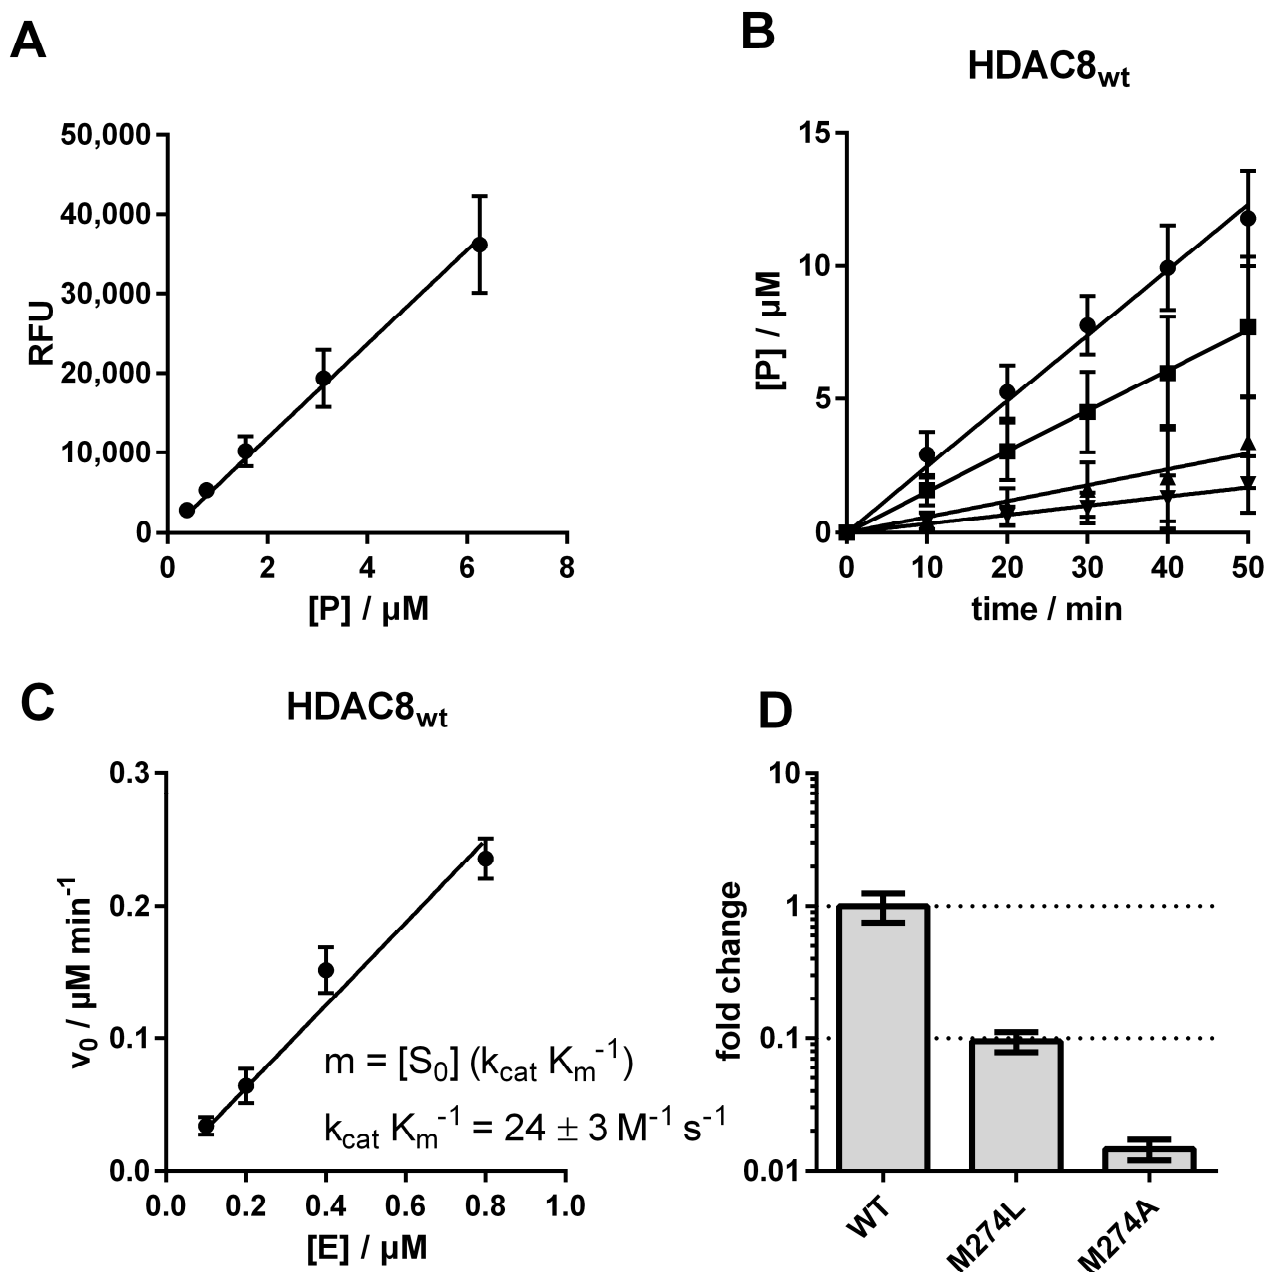 A
50,000
40,000
30,000
20,000
10,000
0
RFU
0 2 4 6 8
[P] / µM
B
HDAC8wt
15
10
5
0
[P] / µM
0 10 20 30 40 50
time / min
C
HDAC8wt
0.3
0.2
0.1
0.0
v0 / µM min-1
m = [S0] (kcat Km-1)
kcat Km-1 = 24 ± 3 M-1 s-1
0.0 0.2 0.4 0.6 0.8 1.0
[E] / µM
D
10
1
0.1
0.01
fold change
WT M274L M274A